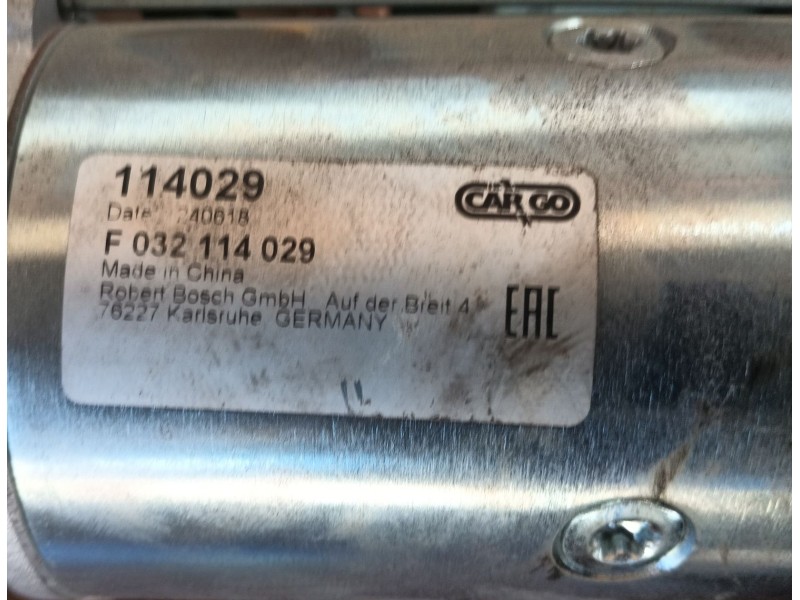 114029
CARGO
Date: 240618
F 032 114 029
Made in China
Robert Bosch GmbH Auf der Breit 4
76227 Karlsruhe GERMANY
EAC